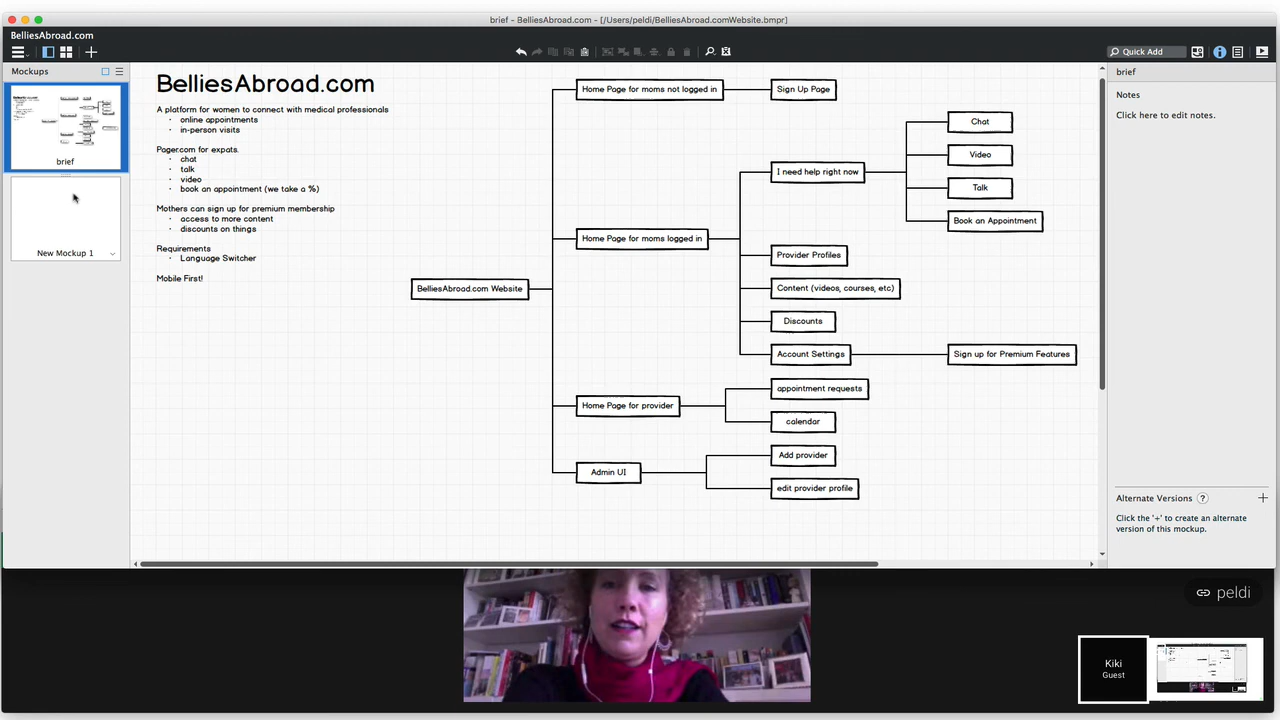 brief - BelliesAbroad.com - [/Users/peldi/BelliesAbroad.comWebsite.bmpr]
BelliesAbroad.com
Quick Add
Mockups
brief
New Mockup 1
BelliesAbroad.com
A platform for women to connect with medical professionals
· online appointments
· in-person visits
Pager.com for expats.
· chat
· talk
· video
· book an appointment (we take a %)
Mothers can sign up for premium membership
· access to more content
· discounts on things
Requirements
· Language Switcher
Mobile First!
BelliesAbroad.com Website
Home Page for moms not logged in
Sign Up Page
Home Page for moms logged in
I need help right now
Chat
Video
Talk
Book an Appointment
Provider Profiles
Content (videos, courses, etc)
Discounts
Account Settings
Sign up for Premium Features
Home Page for provider
appointment requests
calendar
Admin UI
Add provider
edit provider profile
brief
Notes
Click here to edit notes.
Alternate Versions ?
Click the '+' to create an alternate
version of this mockup.
peldi
Kiki
Guest